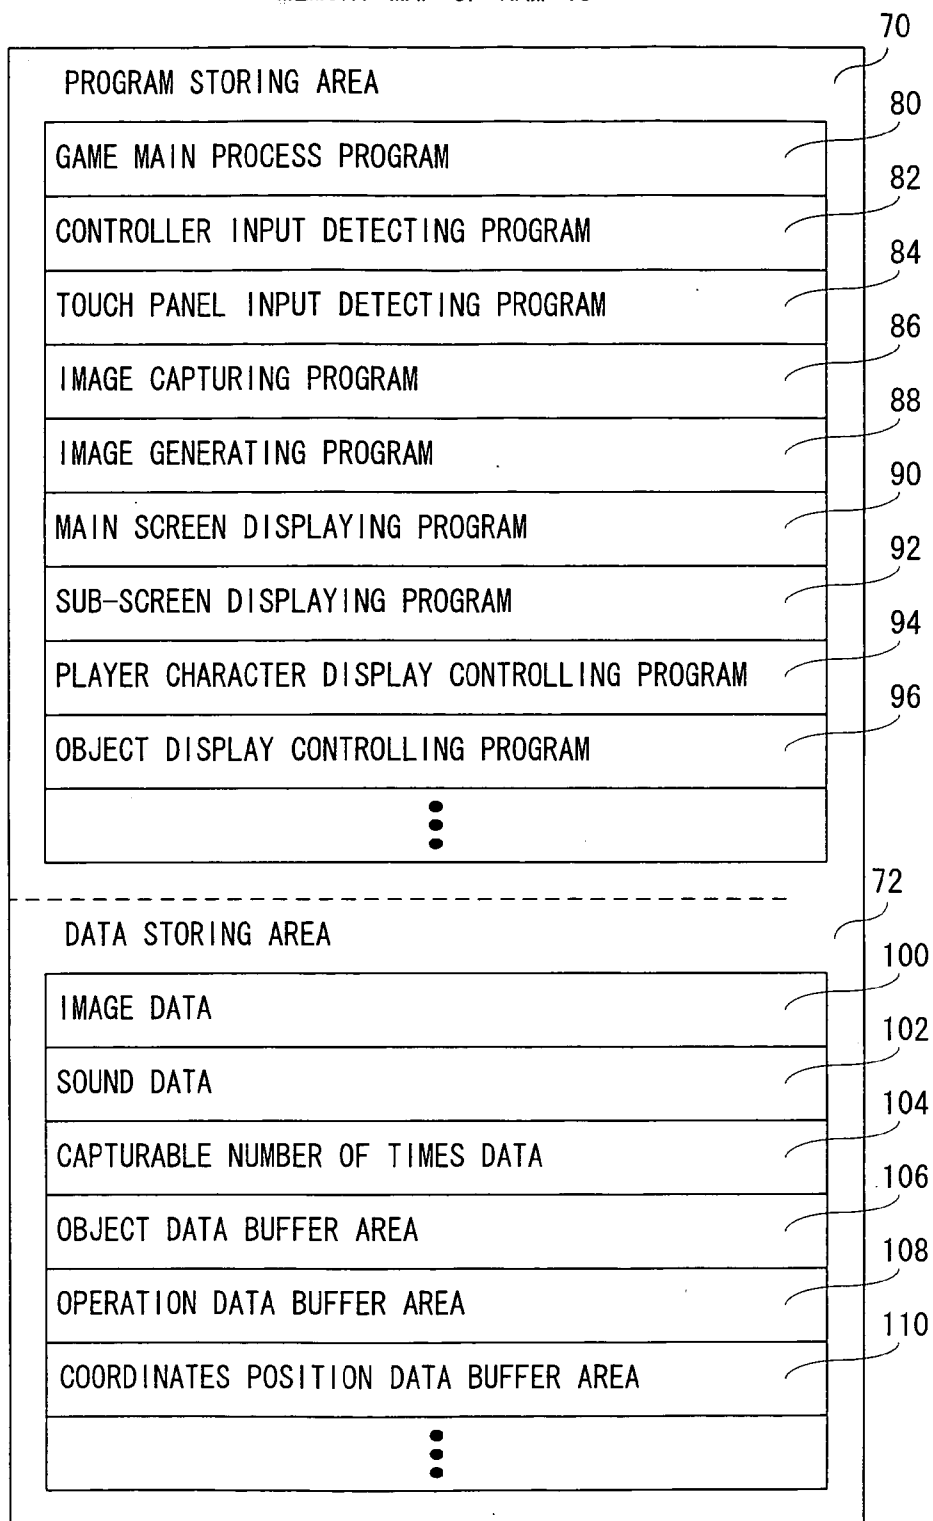 70
PROGRAM STORING AREA
80
GAME MAIN PROCESS PROGRAM
82
CONTROLLER INPUT DETECTING PROGRAM
84
TOUCH PANEL INPUT DETECTING PROGRAM
86
IMAGE CAPTURING PROGRAM
88
IMAGE GENERATING PROGRAM
90
MAIN SCREEN DISPLAYING PROGRAM
92
SUB-SCREEN DISPLAYING PROGRAM
94
PLAYER CHARACTER DISPLAY CONTROLLING PROGRAM
96
OBJECT DISPLAY CONTROLLING PROGRAM
72
DATA STORING AREA
100
IMAGE DATA
102
SOUND DATA
104
CAPTURABLE NUMBER OF TIMES DATA
106
OBJECT DATA BUFFER AREA
108
OPERATION DATA BUFFER AREA
110
COORDINATES POSITION DATA BUFFER AREA